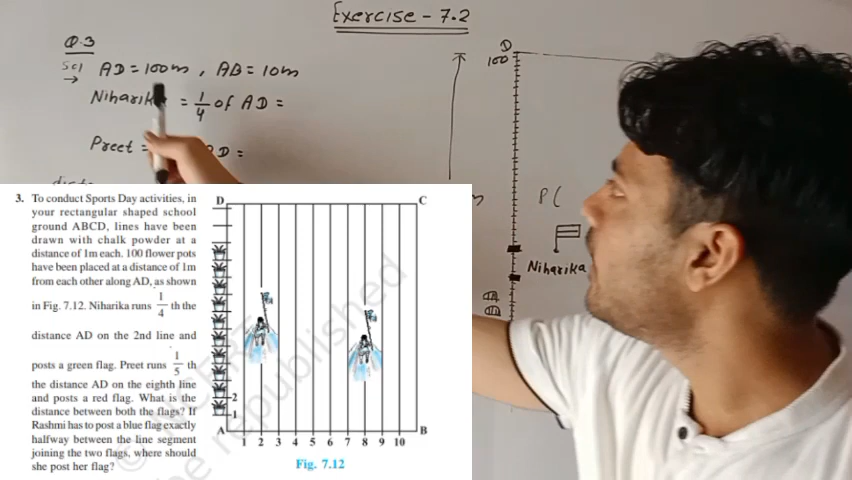 Exercise - 7.2
Q.3
Sol
→ AD = 100m, AB = 10m
= 1/4 of AD =
Preet =
D =
D
100
P(
Niharika
3. To conduct Sports Day activities, in
your rectangular shaped school
ground ABCD, lines have been
drawn with chalk powder at a
distance of 1m each. 100 flower pots
have been placed at a distance of 1m
from each other along AD, as shown
in Fig. 7.12. Niharika runs 1/4 th the
distance AD on the 2nd line and
posts a green flag. Preet runs 1/5 th
the distance AD on the eighth line
and posts a red flag. What is the
distance between both the flags? If
Rashmi has to post a blue flag exactly
halfway between the line segment
joining the two flags, where should
she post her flag?
D
C
2
1
A
B
1 2 3 4 5 6 7 8 9 10
Fig. 7.12
be republished